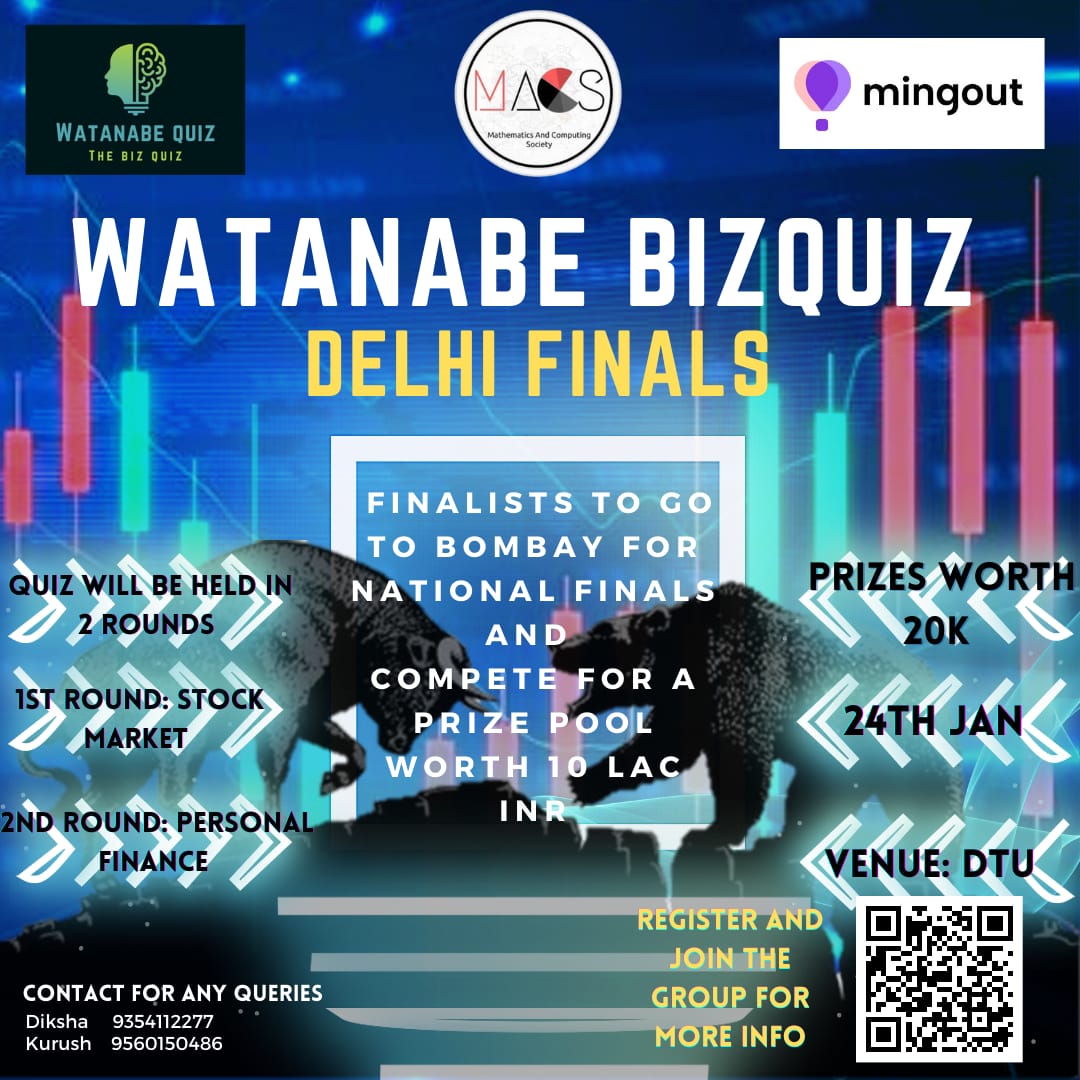 WATANABE QUIZ
THE BIZ QUIZ
MACS
Mathematics And Computing
Society
mingout
WATANABE BIZQUIZ
DELHI FINALS
FINALISTS TO GO
TO BOMBAY FOR
NATIONAL FINALS
AND
COMPETE FOR A
PRIZE POOL
WORTH 10 LAC
INR
QUIZ WILL BE HELD IN
2 ROUNDS
1ST ROUND: STOCK
MARKET
2ND ROUND: PERSONAL
FINANCE
PRIZES WORTH
20K
24TH JAN
VENUE: DTU
REGISTER AND
JOIN THE
GROUP FOR
MORE INFO
CONTACT FOR ANY QUERIES
Diksha 9354112277
Kurush 9560150486